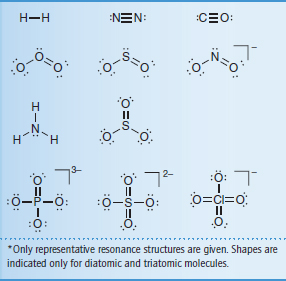 H—H :N≡N: :C≡O:
O S N –
O O O O O O
H O
N S
H H O O
3– 2– –
O O :O:
:O—P—O: :O—S—O: O=Cl=O
:O: O O
*Only representative resonance structures are given. Shapes are
indicated only for diatomic and triatomic molecules.